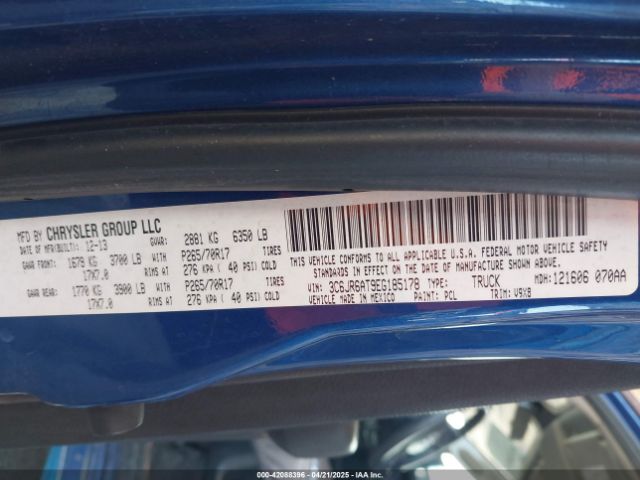 MFD BY CHRYSLER GROUP LLC
DATE OF MFR(BUILT): 12-13 GVWR: 2881 KG 6350 LB
GAWR FRONT: 1679 KG 3700 LB WITH P265/70R17 TIRES
17X7.0 RIMS AT 276 KPA ( 40 PSI) COLD
GAWR REAR: 1770 KG 3900 LB WITH P265/70R17 TIRES
17X7.0 RIMS AT 276 KPA ( 40 PSI) COLD
THIS VEHICLE CONFORMS TO ALL APPLICABLE U.S.A. FEDERAL MOTOR VEHICLE SAFETY
STANDARDS IN EFFECT ON THE DATE OF MANUFACTURE SHOWN ABOVE.
VIN: 3C6JR6AT9EG185178 TYPE: TRUCK MDH: 121606 070AA
VEHICLE MADE IN MEXICO PAINT: PCL TRIM: V9X8
000-42088396 - 04/21/2025 - IAA Inc.